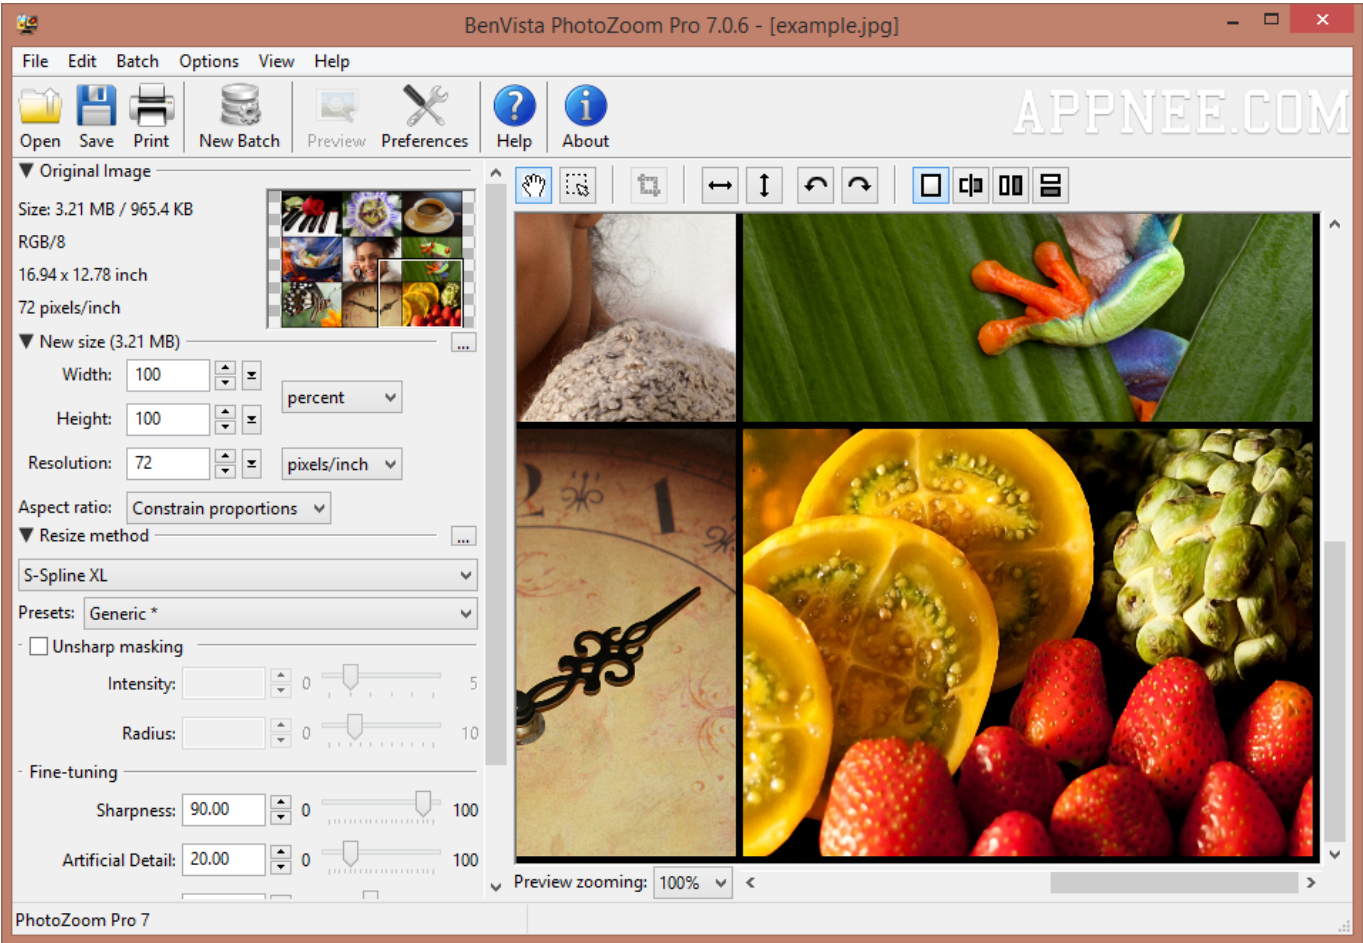 BenVista PhotoZoom Pro 7.0.6 - [example.jpg]
File Edit Batch Options View Help
Open Save Print New Batch Preview Preferences Help About
APPNEE.COM
Original Image
Size: 3.21 MB / 965.4 KB
RGB/8
16.94 x 12.78 inch
72 pixels/inch
New size (3.21 MB) ...
Width: 100
percent
Height: 100
Resolution: 72 pixels/inch
Aspect ratio: Constrain proportions
Resize method ...
S-Spline XL
Presets: Generic *
Unsharp masking
Intensity: 0 5
Radius: 0 10
Fine-tuning
Sharpness: 90.00 0 100
Artificial Detail: 20.00 0 100
12 1
Preview zooming: 100%
PhotoZoom Pro 7